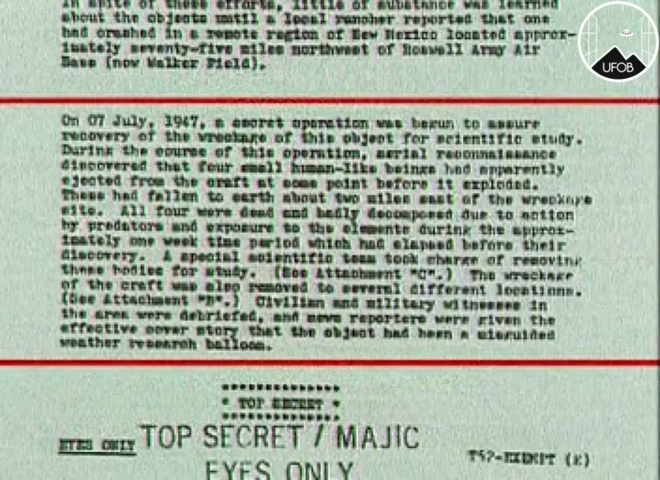 In spite of these efforts, little of substance was learned
about the objects until a local rancher reported that one
had crashed in a remote region of New Mexico located approx-
imately seventy-five miles northwest of Roswell Army Air
Base (now Walker Field).
UFOB
On 07 July, 1947, a secret operation was begun to assure
recovery of the wreckage of this object for scientific study.
During the course of this operation, aerial reconnaissance
discovered that four small human-like beings had apparently
ejected from the craft at some point before it exploded.
These had fallen to earth about two miles east of the wreckage
site. All four were dead and badly decomposed due to action
by predators and exposure to the elements during the approx-
imately one week time period which had elapsed before their
discovery. A special scientific team took charge of removing
these bodies for study. (See Attachment "C".) The wreckage
of the craft was also removed to several different locations.
(See Attachment "B".) Civilian and military witnesses in
the area were debriefed, and news reporters were given the
effective cover story that the object had been a misguided
weather research balloon.
* TOP SECRET *
EYES ONLY TOP SECRET / MAJIC
EYES ONLY
T52-EXEMPT (E)